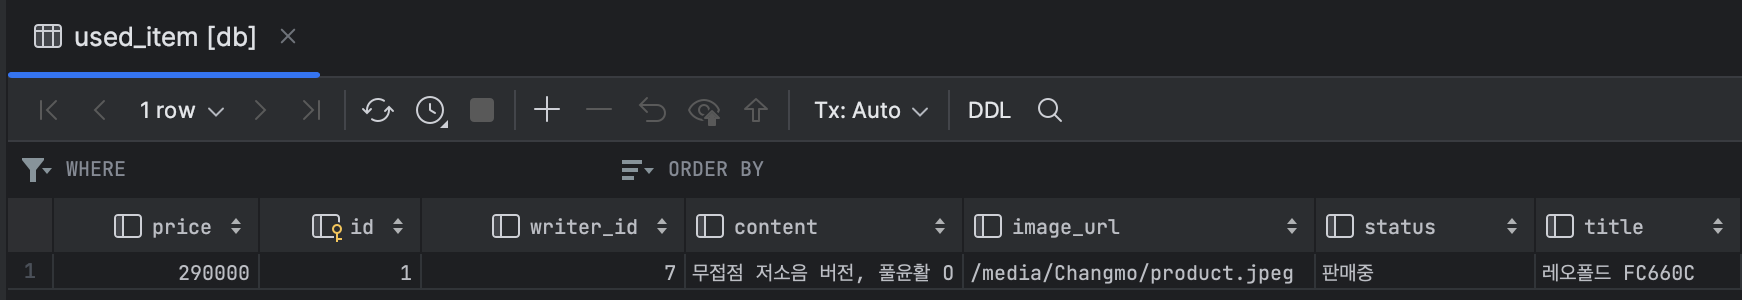 used_item [db]
1 row Tx: Auto DDL
WHERE ORDER BY
price id writer_id content image_url status title
1 290000 1 7 무접점 저소음 버전, 풀윤활 O /media/Changmo/product.jpeg 판매중 레오폴드 FC660C